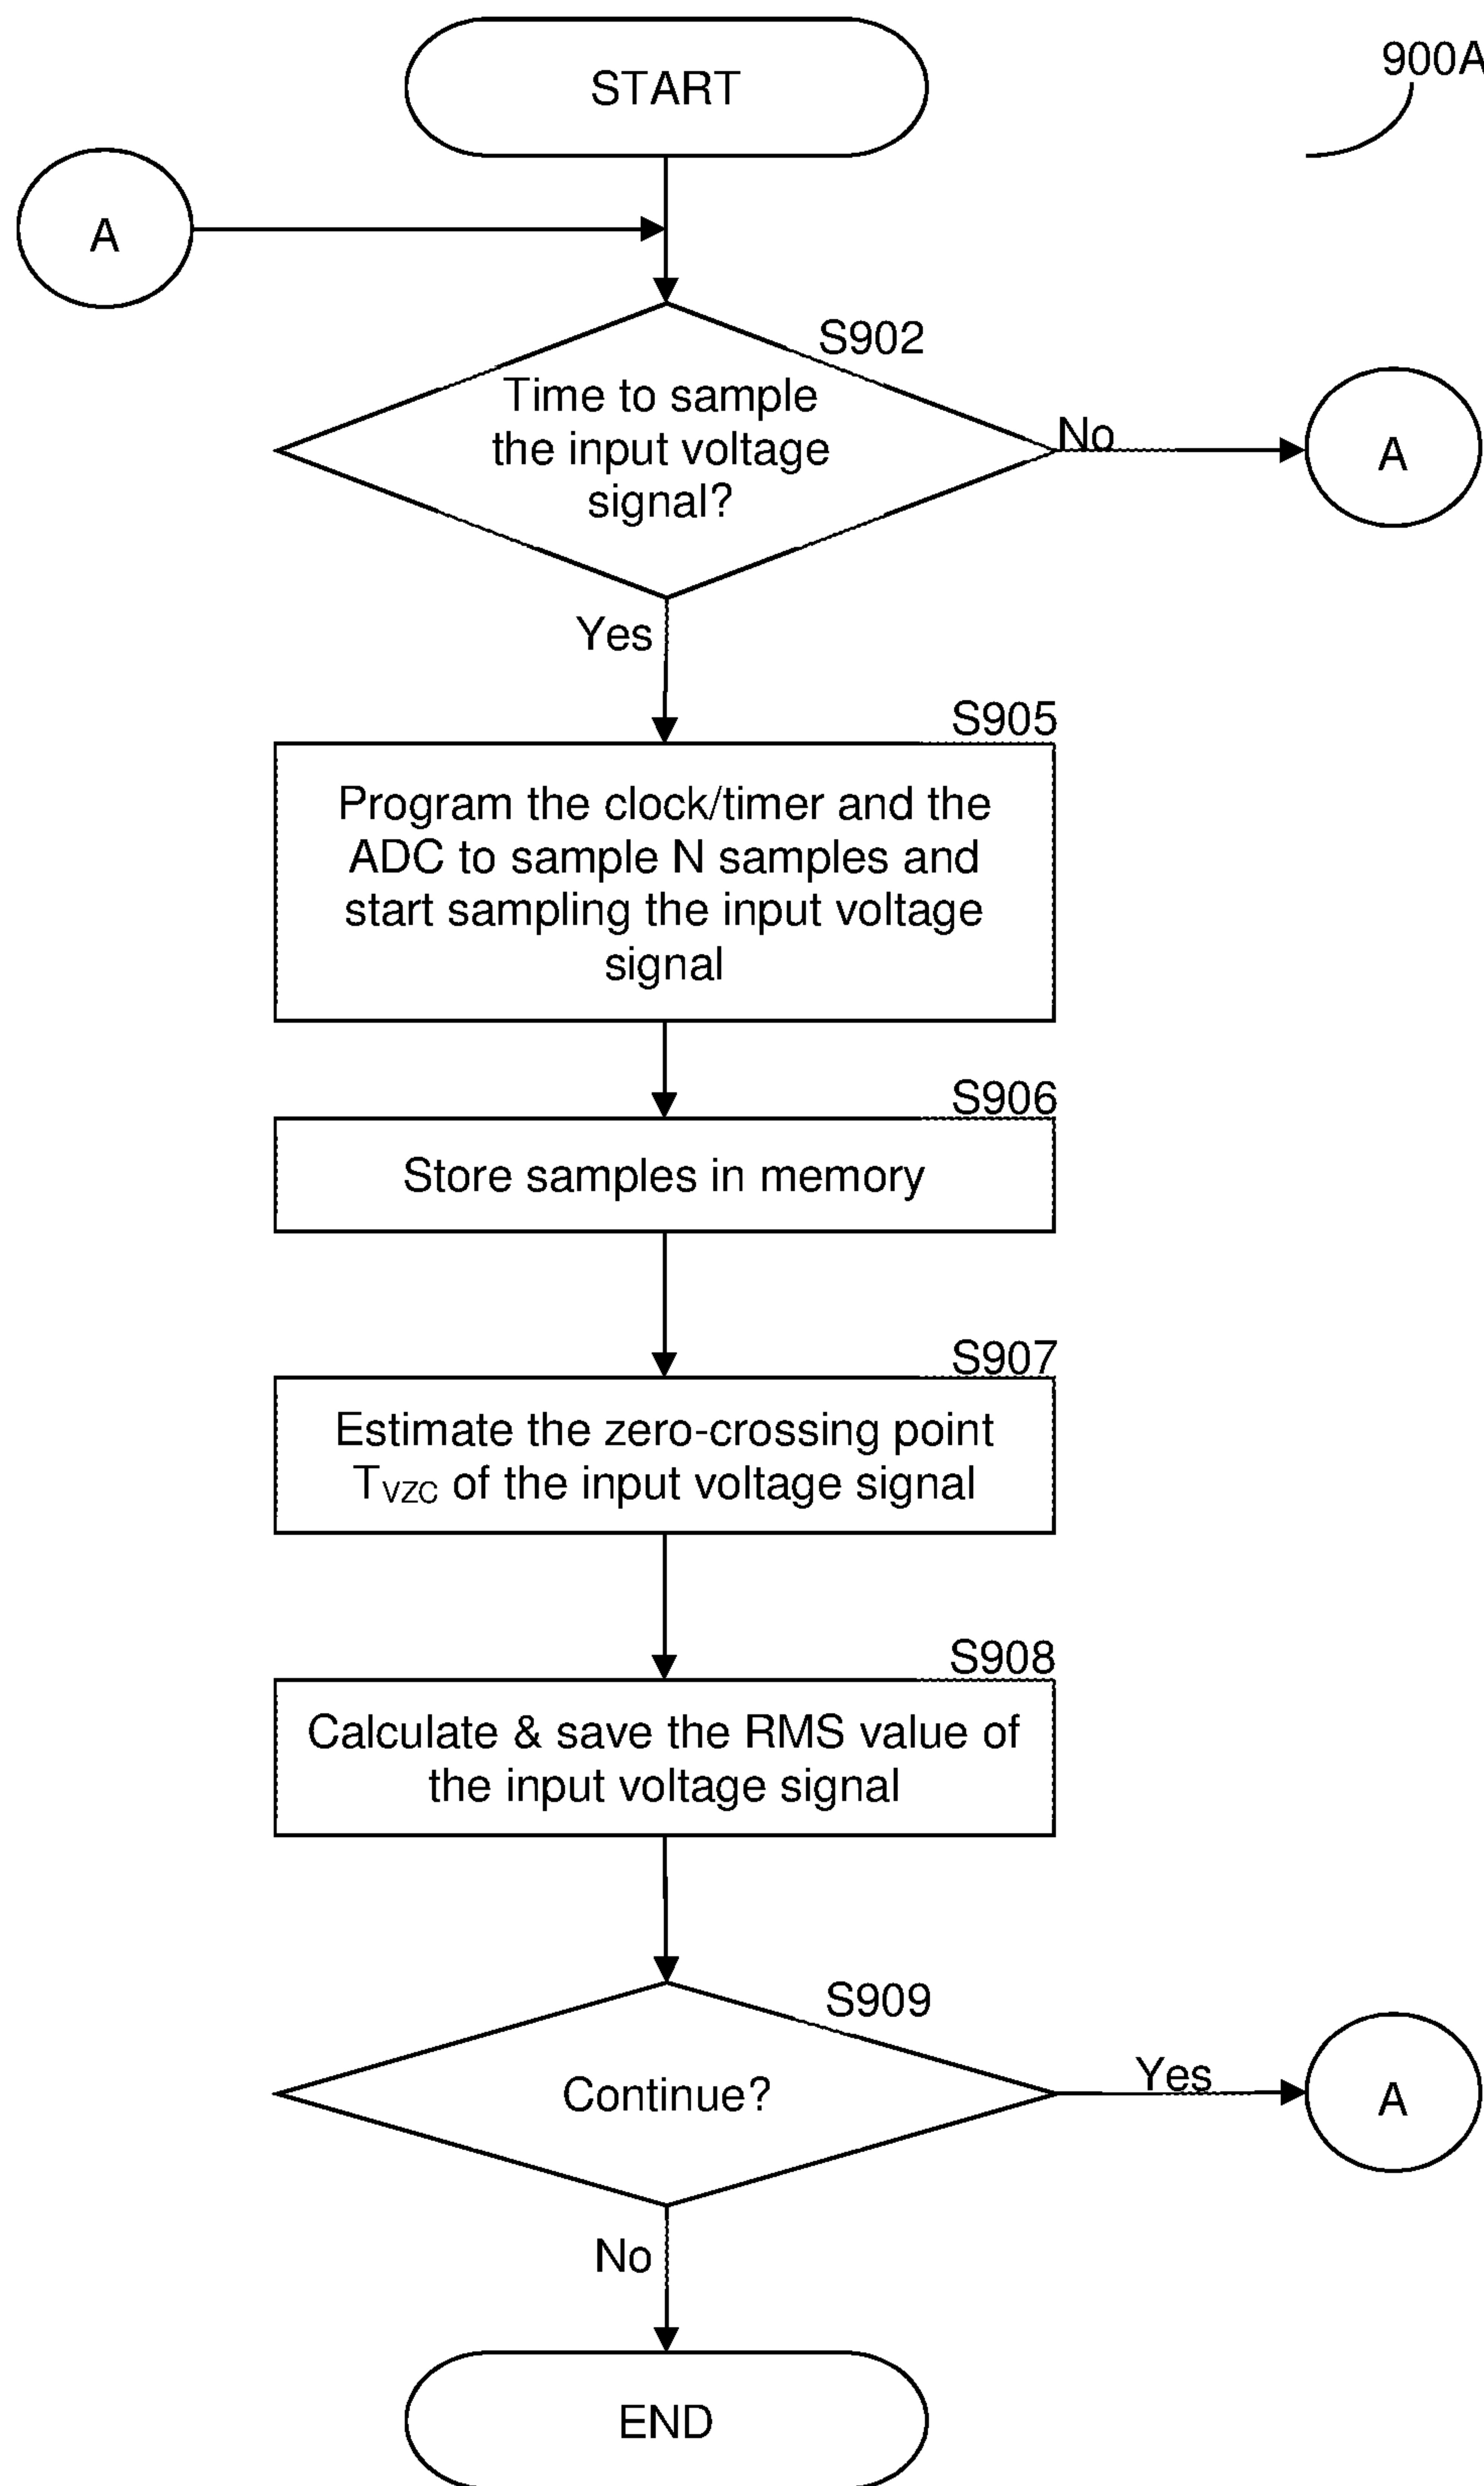 START
900A
A
S902
Time to sample
the input voltage
signal?
No
A
Yes
S905
Program the clock/timer and the
ADC to sample N samples and
start sampling the input voltage
signal
S906
Store samples in memory
S907
Estimate the zero-crossing point
TVZC of the input voltage signal
S908
Calculate & save the RMS value of
the input voltage signal
S909
Continue?
Yes
A
No
END